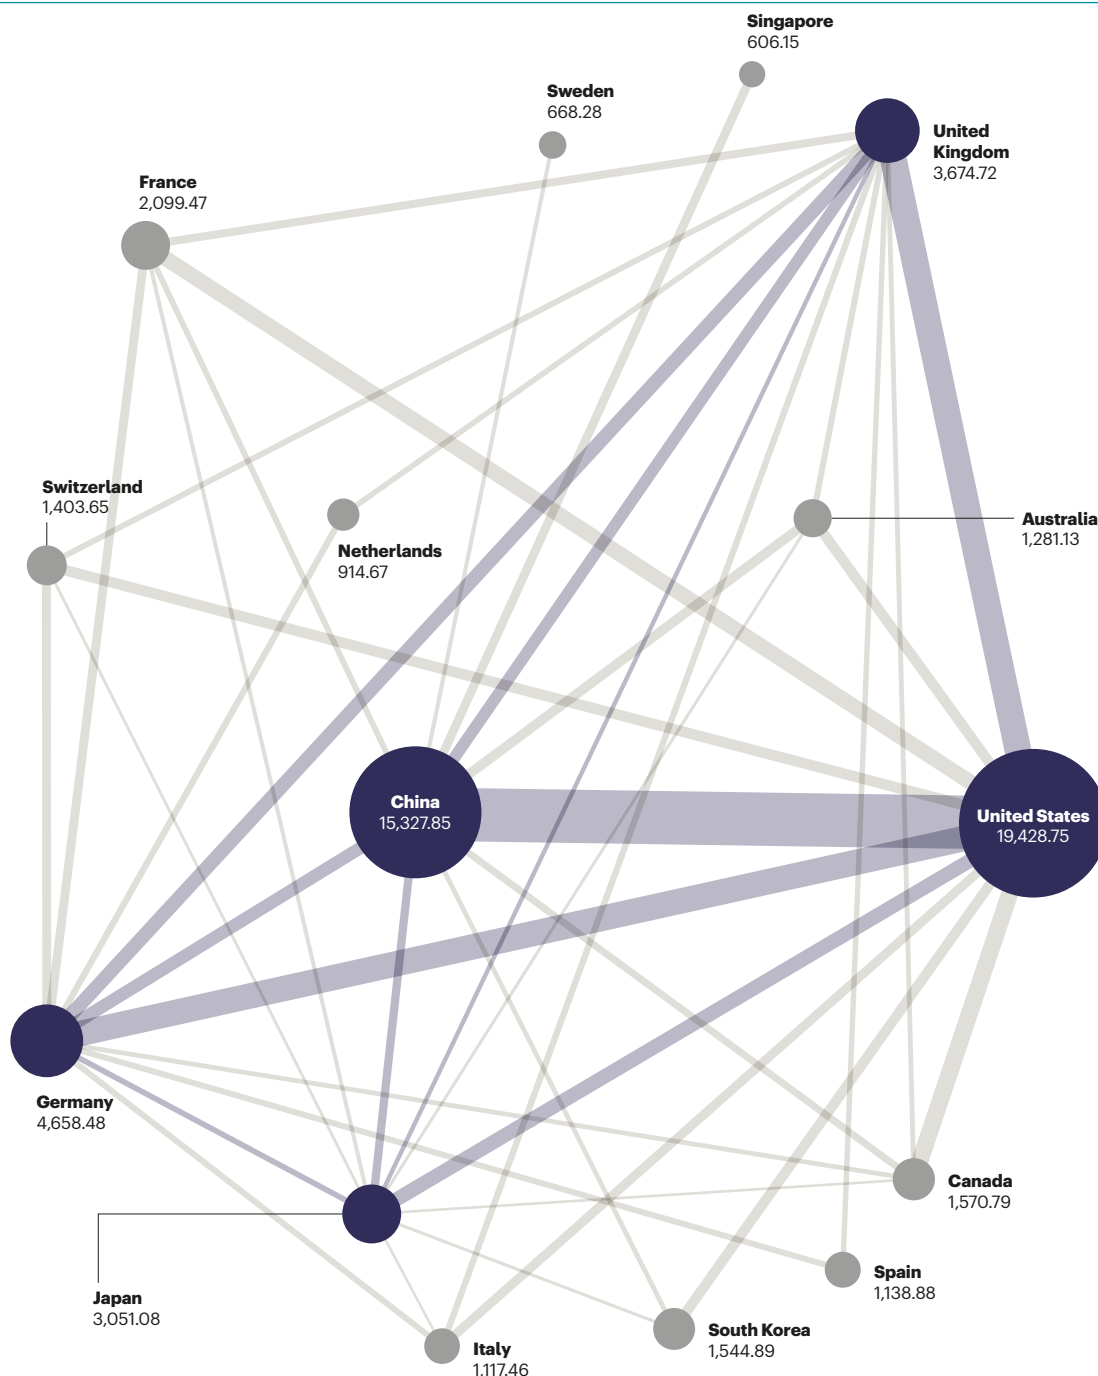 Singapore
606.15
Sweden
668.28
United
Kingdom
3,674.72
France
2,099.47
Switzerland
1,403.65
Netherlands
914.67
Australia
1,281.13
China
15,327.85
United States
19,428.75
Germany
4,658.48
Canada
1,570.79
Spain
1,138.88
Japan
3,051.08
South Korea
1,544.89
Italy
1,117.46